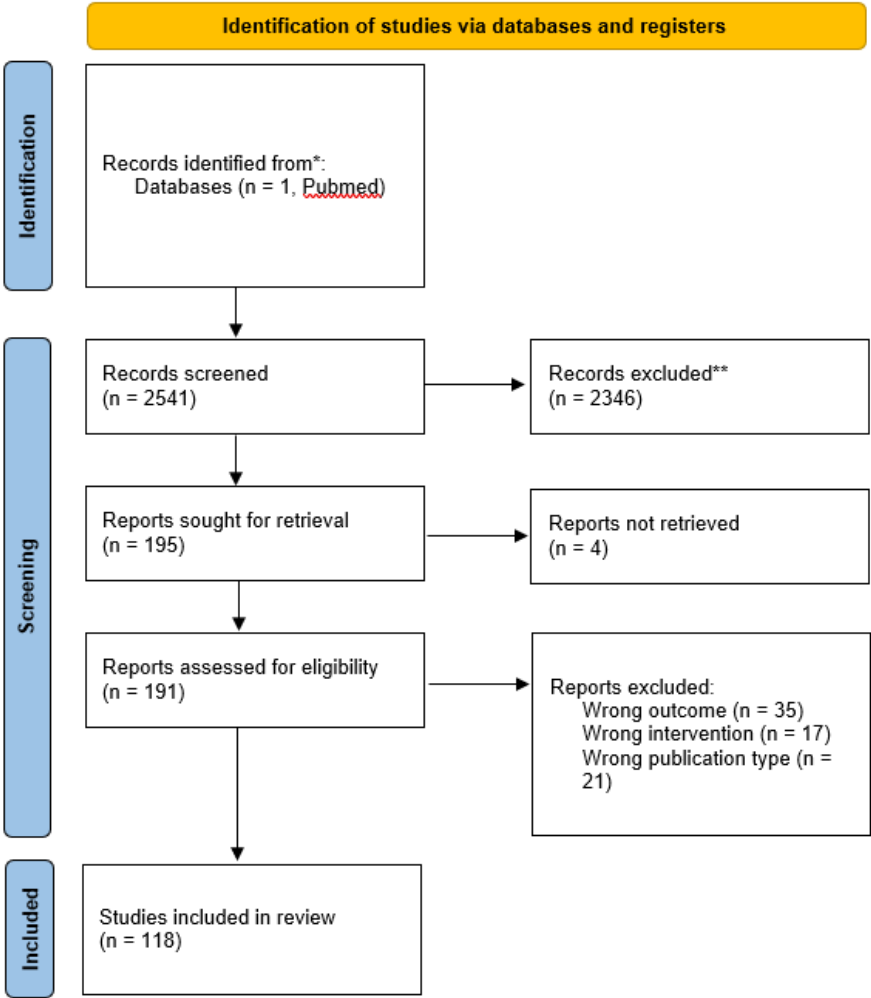 Identification of studies via databases and registers
Identification
Records identified from*:
Databases (n = 1, Pubmed)
Screening
Records screened
(n = 2541)
Records excluded**
(n = 2346)
Reports sought for retrieval
(n = 195)
Reports not retrieved
(n = 4)
Reports assessed for eligibility
(n = 191)
Reports excluded:
Wrong outcome (n = 35)
Wrong intervention (n = 17)
Wrong publication type (n =
21)
Included
Studies included in review
(n = 118)